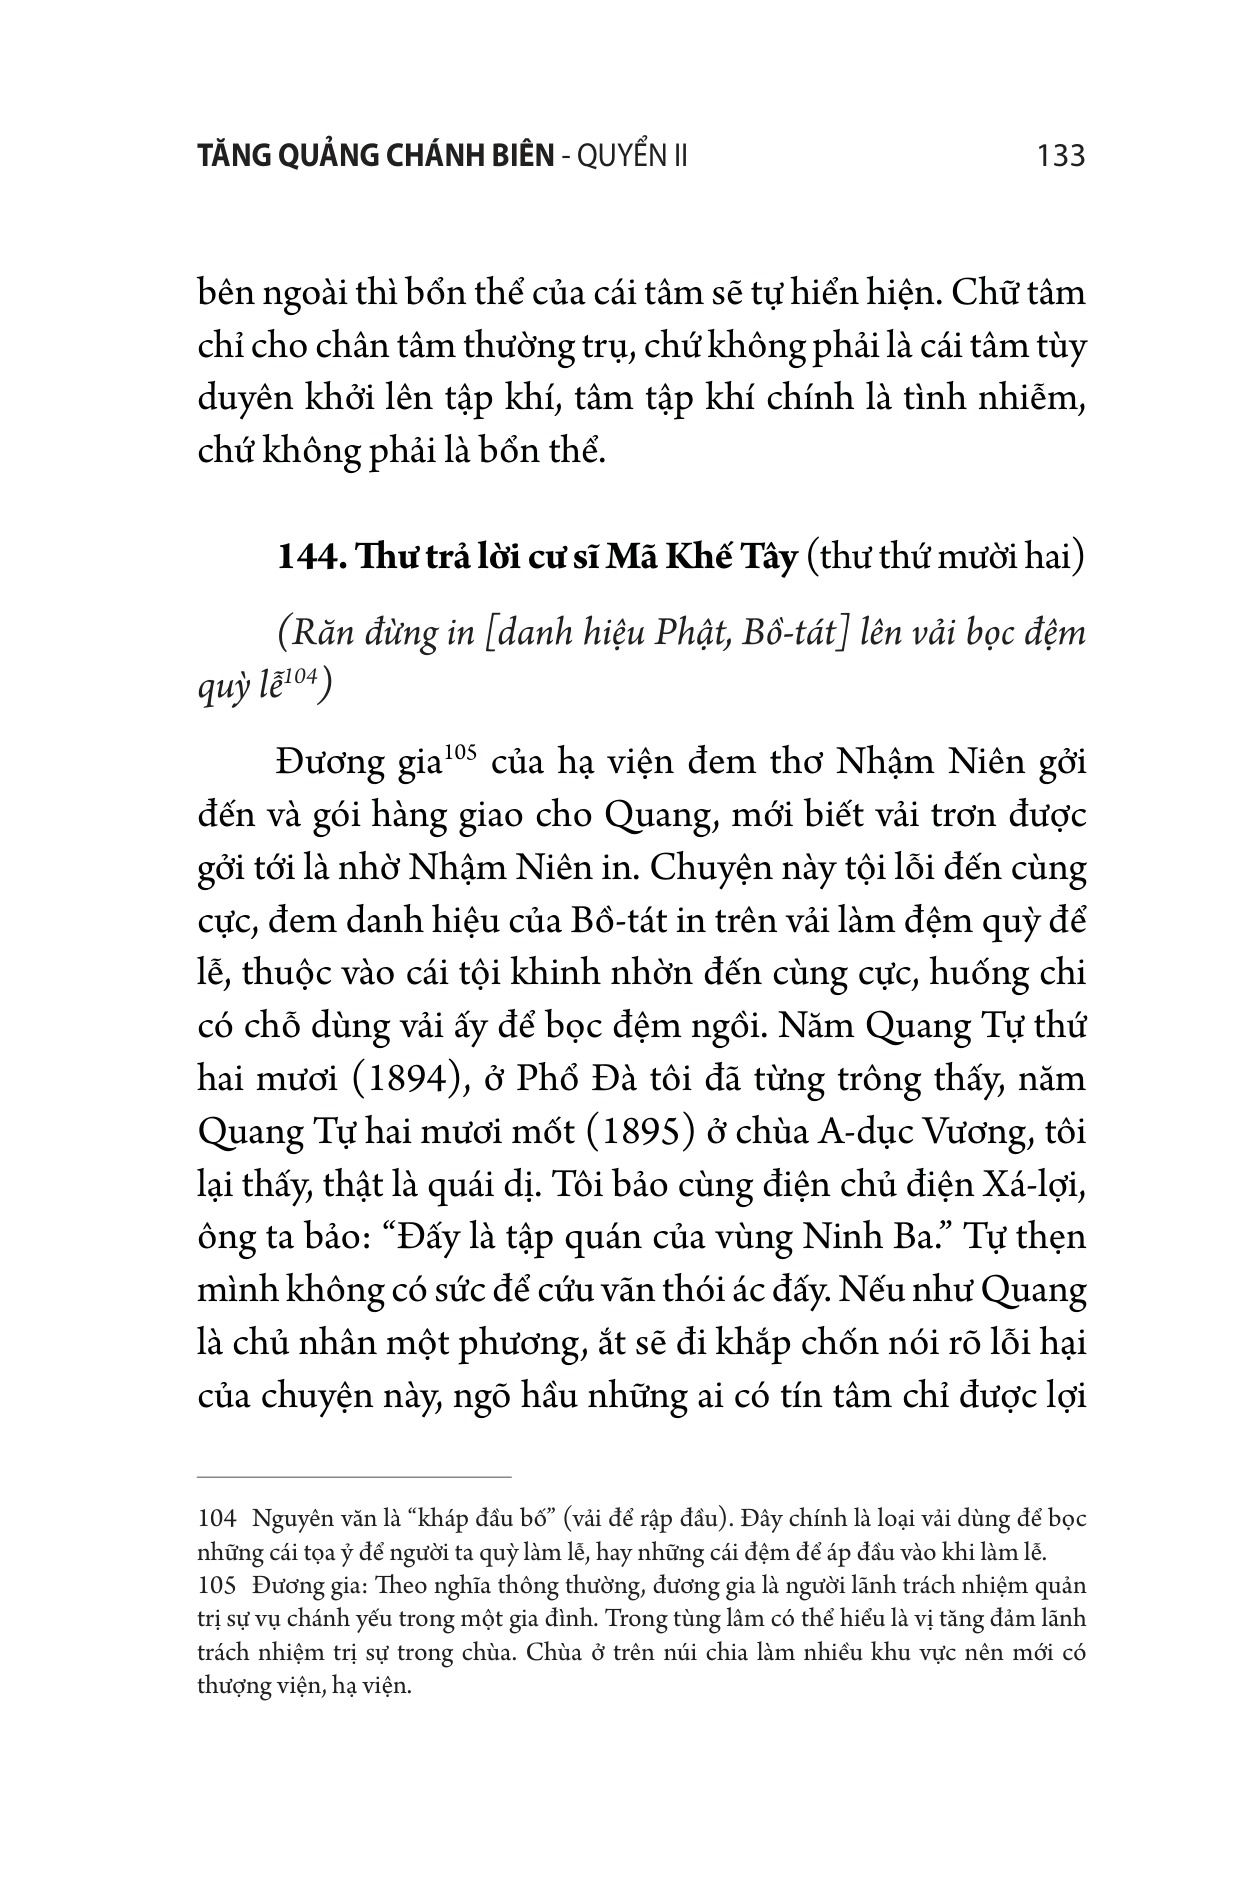 TĂNG QUẢNG CHÁNH BIÊN - QUYỂN II 133
bên ngoài thì bổn thể của cái tâm sẽ tự hiển hiện. Chữ tâm
chỉ cho chân tâm thường trụ, chứ không phải là cái tâm tùy
duyên khởi lên tập khí, tâm tập khí chính là tình nhiễm,
chứ không phải là bổn thể.
144. Thư trả lời cư sĩ Mã Khế Tây (thư thứ mười hai)
(Răn đừng in [danh hiệu Phật, Bồ-tát] lên vải bọc đệm
quỳ lễ104)
Đương gia105 của hạ viện đem thơ Nhậm Niên gởi
đến và gói hàng giao cho Quang, mới biết vải trơn được
gởi tới là nhờ Nhậm Niên in. Chuyện này tội lỗi đến cùng
cực, đem danh hiệu của Bồ-tát in trên vải làm đệm quỳ để
lễ, thuộc vào cái tội khinh nhờn đến cùng cực, huống chi
có chỗ dùng vải ấy để bọc đệm ngồi. Năm Quang Tự thứ
hai mươi (1894), ở Phổ Đà tôi đã từng trông thấy, năm
Quang Tự hai mươi mốt (1895) ở chùa A-dục Vương, tôi
lại thấy, thật là quái dị. Tôi bảo cùng điện chủ điện Xá-lợi,
ông ta bảo: “Đấy là tập quán của vùng Ninh Ba.” Tự thẹn
mình không có sức để cứu vãn thói ác đấy. Nếu như Quang
là chủ nhân một phương, ắt sẽ đi khắp chốn nói rõ lỗi hại
của chuyện này, ngõ hầu những ai có tín tâm chỉ được lợi
104 Nguyên văn là “kháp đầu bố” (vải để rập đầu). Đây chính là loại vải dùng để bọc
những cái tọa ỷ để người ta quỳ làm lễ, hay những cái đệm để áp đầu vào khi làm lễ.
105 Đương gia: Theo nghĩa thông thường, đương gia là người lãnh trách nhiệm quản
trị sự vụ chánh yếu trong một gia đình. Trong tùng lâm có thể hiểu là vị tăng đảm lãnh
trách nhiệm trị sự trong chùa. Chùa ở trên núi chia làm nhiều khu vực nên mới có
thượng viện, hạ viện.